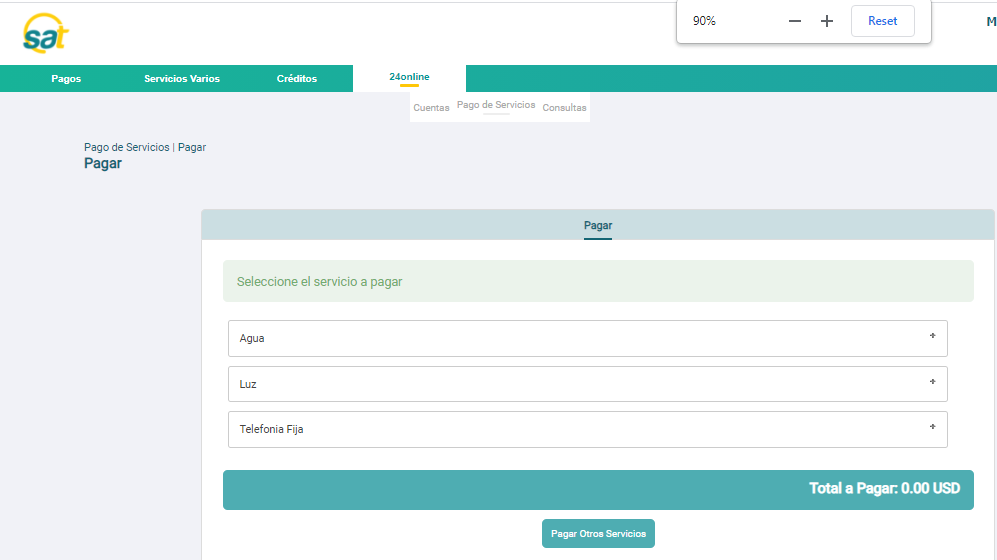 90%
Reset
M
sat
Pagos
Servicios Varios
Créditos
24online
Cuentas
Pago de Servicios
Consultas
Pago de Servicios | Pagar
Pagar
Pagar
Seleccione el servicio a pagar
Agua
Luz
Telefonia Fija
Total a Pagar: 0.00 USD
Pagar Otros Servicios